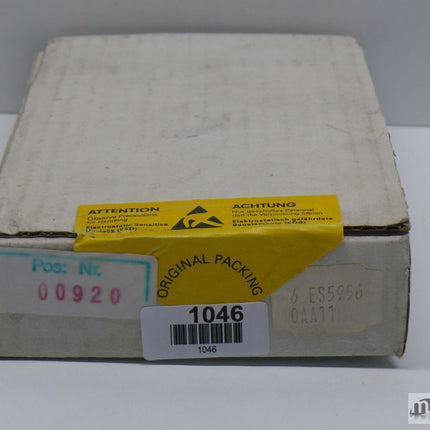 ATTENTION
Observe Precautions
for Handling
Electrostatic Sensitive
Devices (ESD)
ACHTUNG
Nur geschultes Personal
darf die Verpackung öffnen
Elektrostatisch gefährdete
Bauelemente (EGB)
ORIGINAL PACKING
Pos: Nr.
00920
1046
1046
6 ES5956
0AA11